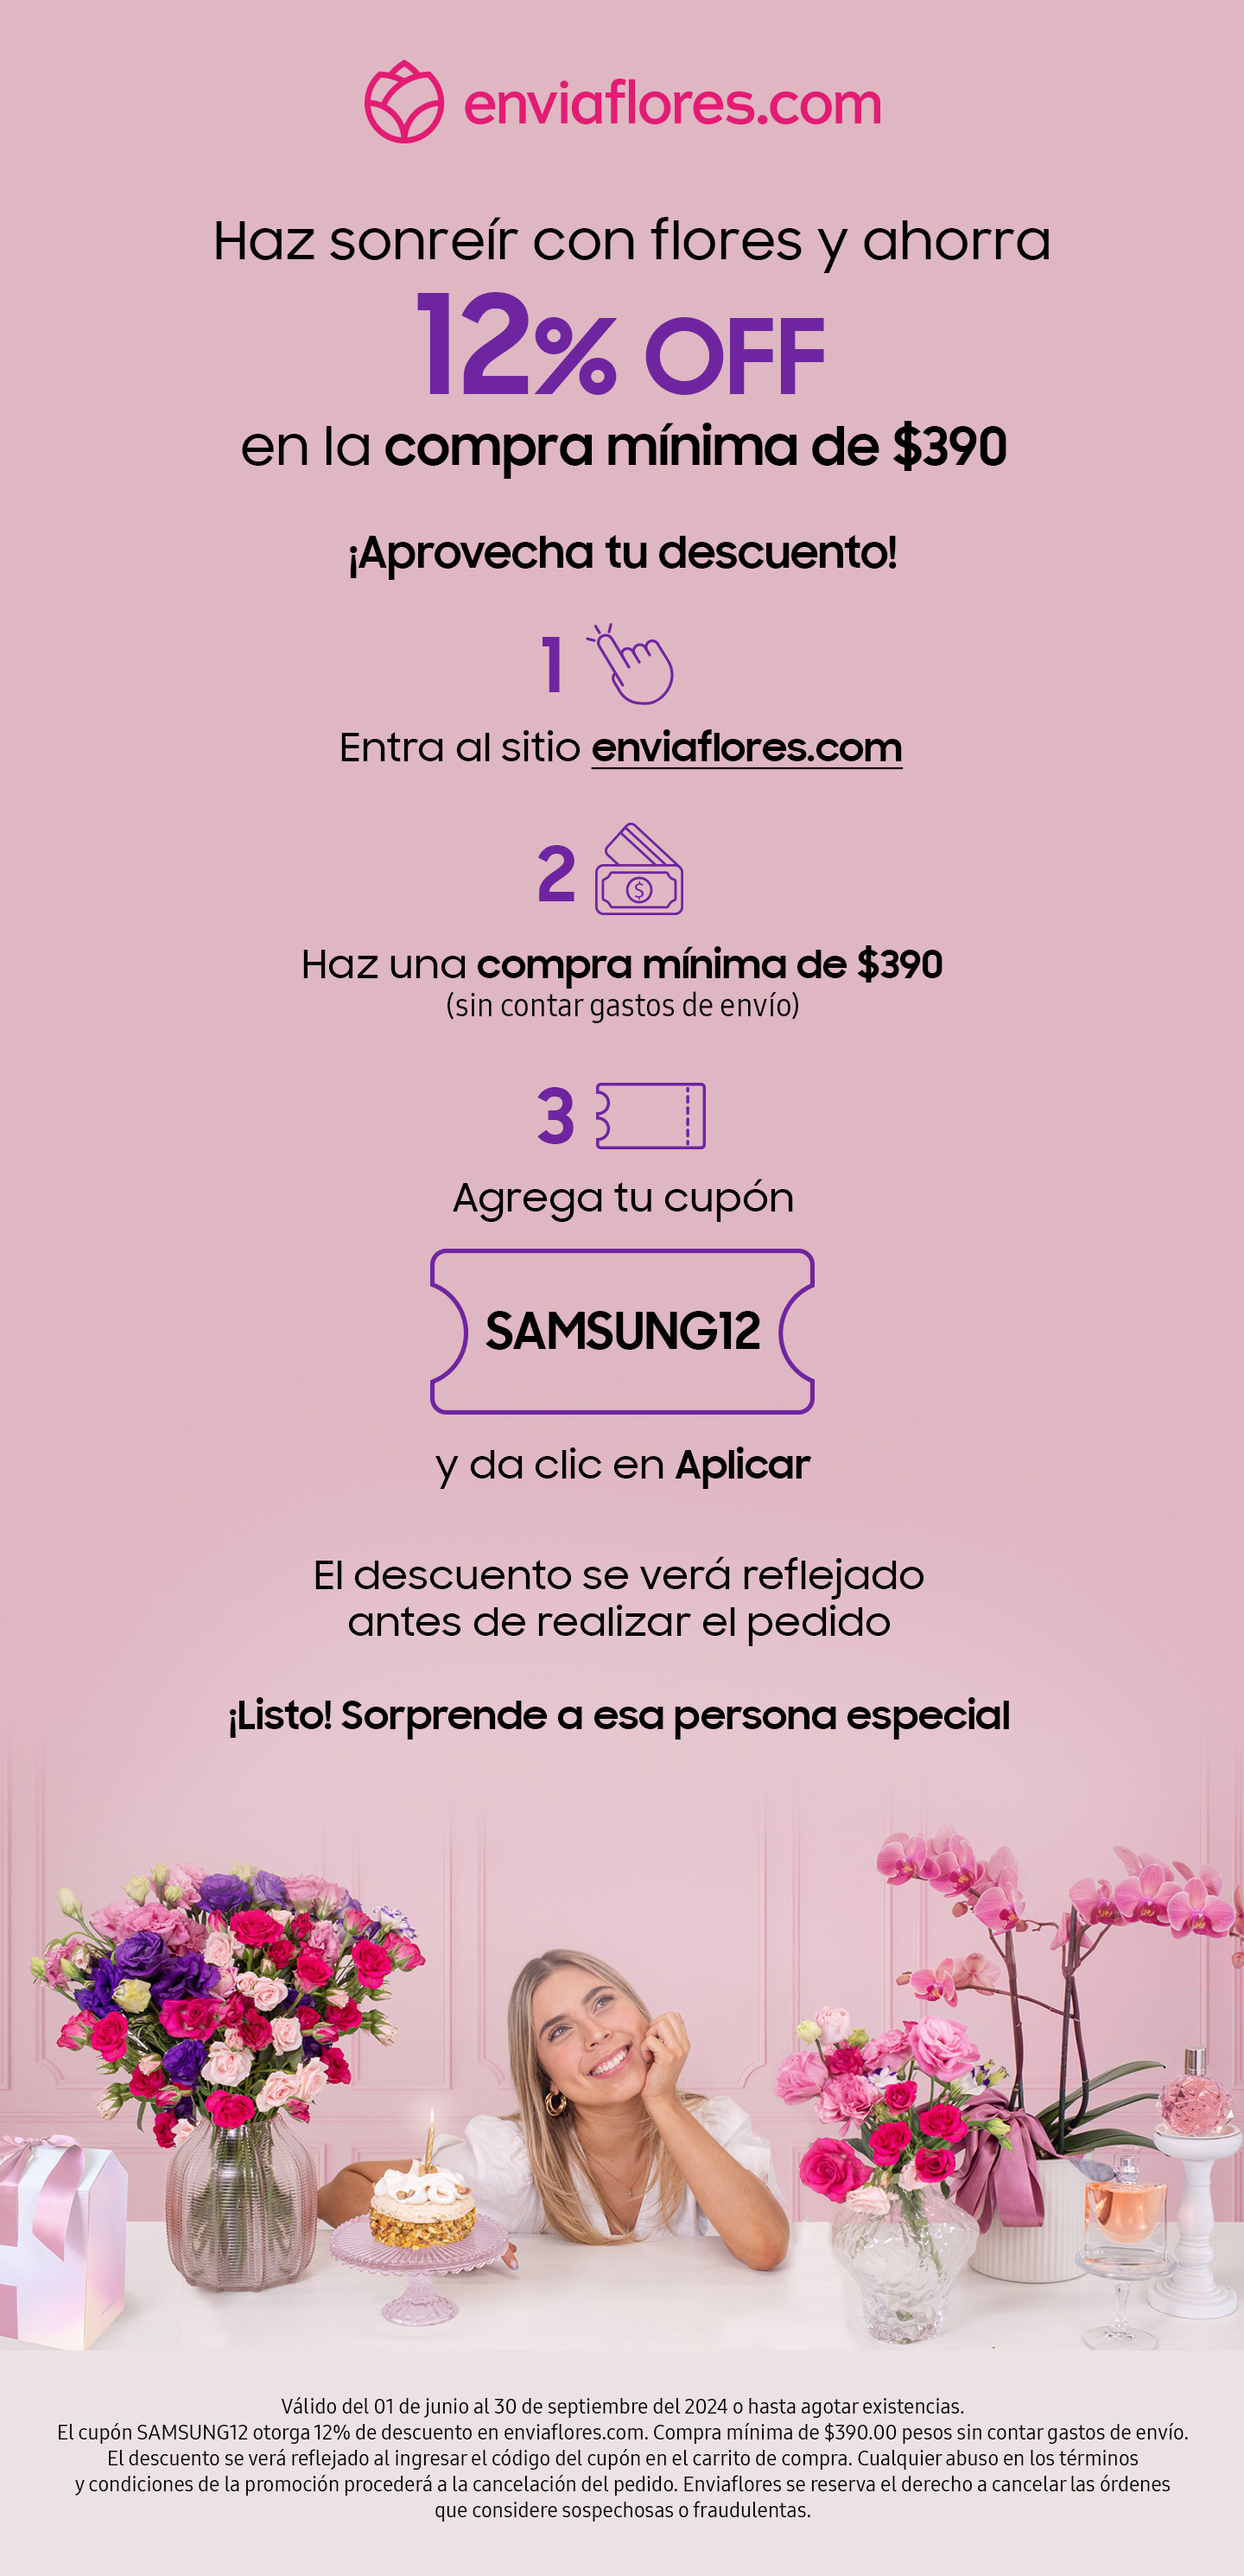 enviaflores.com
Haz sonreír con flores y ahorra
12% OFF
en la compra mínima de $390
¡Aprovecha tu descuento!
1
Entra al sitio enviaflores.com
2
$
Haz una compra mínima de $390
(sin contar gastos de envío)
3
Agrega tu cupón
SAMSUNG12
y da clic en Aplicar
El descuento se verá reflejado
antes de realizar el pedido
¡Listo! Sorprende a esa persona especial
Válido del 01 de junio al 30 de septiembre del 2024 o hasta agotar existencias.
El cupón SAMSUNG12 otorga 12% de descuento en enviaflores.com. Compra mínima de $390.00 pesos sin contar gastos de envío.
El descuento se verá reflejado al ingresar el código del cupón en el carrito de compra. Cualquier abuso en los términos
y condiciones de la promoción procederá a la cancelación del pedido. Enviaflores se reserva el derecho a cancelar las órdenes
que considere sospechosas o fraudulentas.